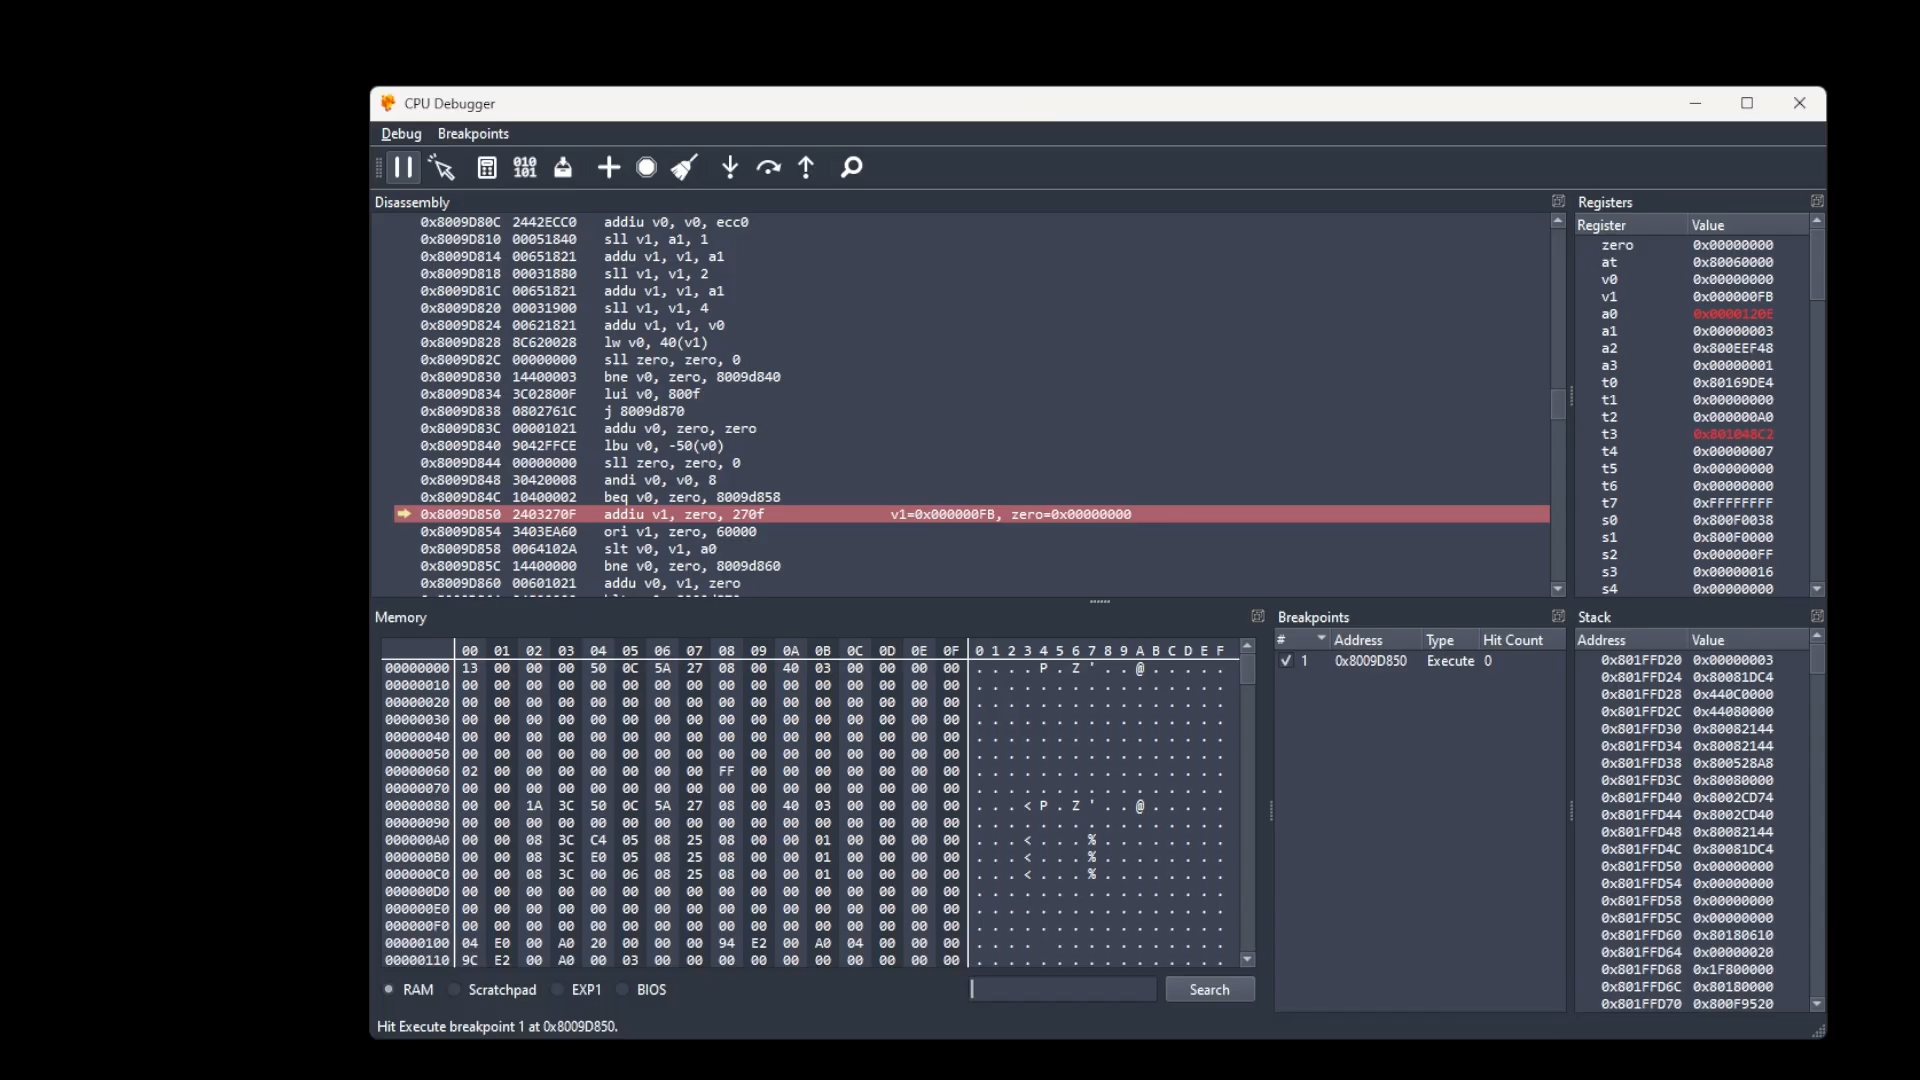 CPU Debugger
Debug Breakpoints
010
101
Disassembly
0x8009D80C 2442ECC0 addiu v0, v0, ecc0
0x8009D810 00051840 sll v1, a1, 1
0x8009D814 00651821 addu v1, v1, a1
0x8009D818 00031880 sll v1, v1, 2
0x8009D81C 00651821 addu v1, v1, a1
0x8009D820 00031900 sll v1, v1, 4
0x8009D824 00621821 addu v1, v1, v0
0x8009D828 8C620028 lw v0, 40(v1)
0x8009D82C 00000000 sll zero, zero, 0
0x8009D830 14400003 bne v0, zero, 8009d840
0x8009D834 3C02800F lui v0, 800f
0x8009D838 0802761C j 8009d870
0x8009D83C 00001021 addu v0, zero, zero
0x8009D840 9042FFCE lbu v0, -50(v0)
0x8009D844 00000000 sll zero, zero, 0
0x8009D848 30420008 andi v0, v0, 8
0x8009D84C 10400002 beq v0, zero, 8009d858
0x8009D850 2403270F addiu v1, zero, 270f v1=0x000000FB, zero=0x00000000
0x8009D854 3403EA60 ori v1, zero, 60000
0x8009D858 0064102A slt v0, v1, a0
0x8009D85C 14400000 bne v0, zero, 8009d860
0x8009D860 00601021 addu v0, v1, zero
Registers
Register Value
zero 0x00000000
at 0x80060000
v0 0x00000000
v1 0x000000FB
a0 0x0000120E
a1 0x00000003
a2 0x800EEF48
a3 0x00000001
t0 0x80169DE4
t1 0x00000000
t2 0x000000A0
t3 0x801048C2
t4 0x00000007
t5 0x00000000
t6 0x00000000
t7 0xFFFFFFFF
s0 0x800F0038
s1 0x800F0000
s2 0x000000FF
s3 0x00000016
s4 0x00000000
Memory
00 01 02 03 04 05 06 07 08 09 0A 0B 0C 0D 0E 0F 0 1 2 3 4 5 6 7 8 9 A B C D E F
00000000 13 00 00 00 50 0C 5A 27 08 00 40 03 00 00 00 00 . . . . P . Z ' . . @ . . . . .
00000010 00 00 00 00 00 00 00 00 00 00 00 00 00 00 00 00 . . . . . . . . . . . . . . . .
00000020 00 00 00 00 00 00 00 00 00 00 00 00 00 00 00 00 . . . . . . . . . . . . . . . .
00000030 00 00 00 00 00 00 00 00 00 00 00 00 00 00 00 00 . . . . . . . . . . . . . . . .
00000040 00 00 00 00 00 00 00 00 00 00 00 00 00 00 00 00 . . . . . . . . . . . . . . . .
00000050 00 00 00 00 00 00 00 00 00 00 00 00 00 00 00 00 . . . . . . . . . . . . . . . .
00000060 02 00 00 00 00 00 00 00 FF 00 00 00 00 00 00 00 . . . . . . . . . . . . . . . .
00000070 00 00 00 00 00 00 00 00 00 00 00 00 00 00 00 00 . . . . . . . . . . . . . . . .
00000080 00 00 1A 3C 50 0C 5A 27 08 00 40 03 00 00 00 00 . . . < P . Z ' . . @ . . . . .
00000090 00 00 00 00 00 00 00 00 00 00 00 00 00 00 00 00 . . . . . . . . . . . . . . . .
000000A0 00 00 08 3C C4 05 08 25 08 00 00 01 00 00 00 00 . . . < . . . % . . . . . . . .
000000B0 00 00 08 3C E0 05 08 25 08 00 00 01 00 00 00 00 . . . < . . . % . . . . . . . .
000000C0 00 00 08 3C 00 06 08 25 08 00 00 01 00 00 00 00 . . . < . . . % . . . . . . . .
000000D0 00 00 00 00 00 00 00 00 00 00 00 00 00 00 00 00 . . . . . . . . . . . . . . . .
000000E0 00 00 00 00 00 00 00 00 00 00 00 00 00 00 00 00 . . . . . . . . . . . . . . . .
000000F0 00 00 00 00 00 00 00 00 00 00 00 00 00 00 00 00 . . . . . . . . . . . . . . . .
00000100 04 E0 00 A0 20 00 00 00 94 E2 00 A0 04 00 00 00 . . . .   . . . . . . . . . . .
00000110 9C E2 00 A0 00 03 00 00 00 00 00 00 00 00 00 00 . . . . . . . . . . . . . . . .
RAM Scratchpad EXP1 BIOS Search
Hit Execute breakpoint 1 at 0x8009D850.
Breakpoints
# Address Type Hit Count
1 0x8009D850 Execute 0
Stack
Address Value
0x801FFD20 0x00000003
0x801FFD24 0x80081DC4
0x801FFD28 0x440C0000
0x801FFD2C 0x44080000
0x801FFD30 0x80082144
0x801FFD34 0x80082144
0x801FFD38 0x800528A8
0x801FFD3C 0x80080000
0x801FFD40 0x8002CD74
0x801FFD44 0x8002CD40
0x801FFD48 0x80082144
0x801FFD4C 0x80081DC4
0x801FFD50 0x00000000
0x801FFD54 0x00000000
0x801FFD58 0x00000000
0x801FFD5C 0x00000000
0x801FFD60 0x80180610
0x801FFD64 0x00000020
0x801FFD68 0x1F800000
0x801FFD6C 0x80180000
0x801FFD70 0x800F9520